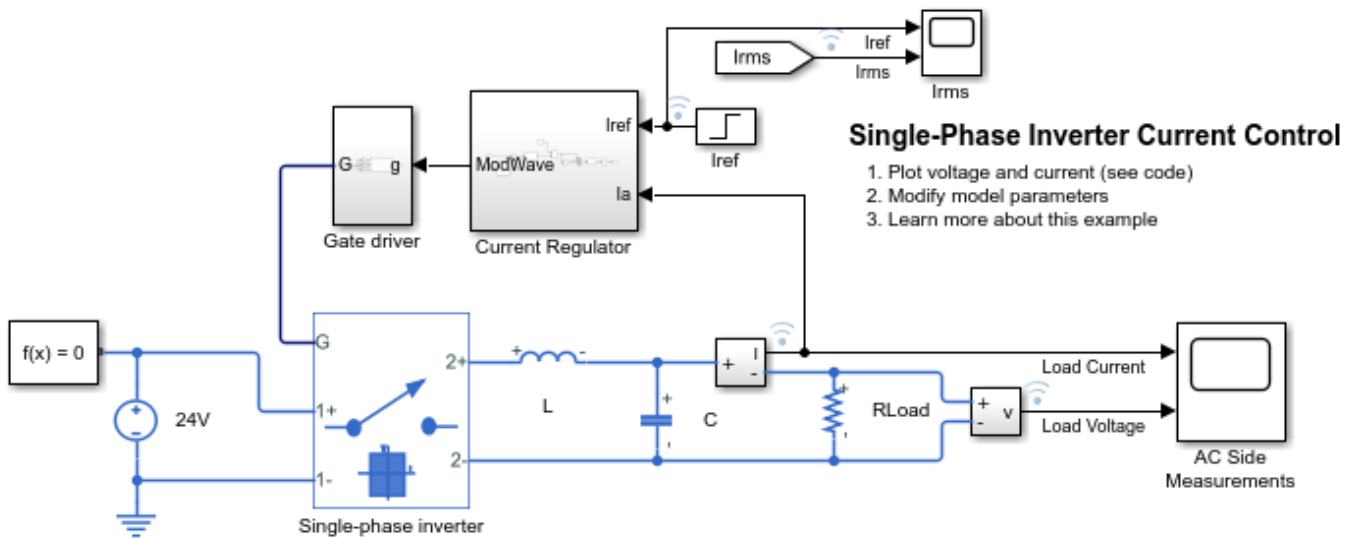 Iref
Irms
Irms
Irms
Iref
ModWave
Ia
G
g
Iref
Gate driver
Current Regulator
Single-Phase Inverter Current Control
1. Plot voltage and current (see code)
2. Modify model parameters
3. Learn more about this example
f(x) = 0
24V
G
1+
1-
2+
2-
Single-phase inverter
+
-
L
+
C
+
I
-
+
RLoad
+
-
v
Load Current
Load Voltage
AC Side
Measurements